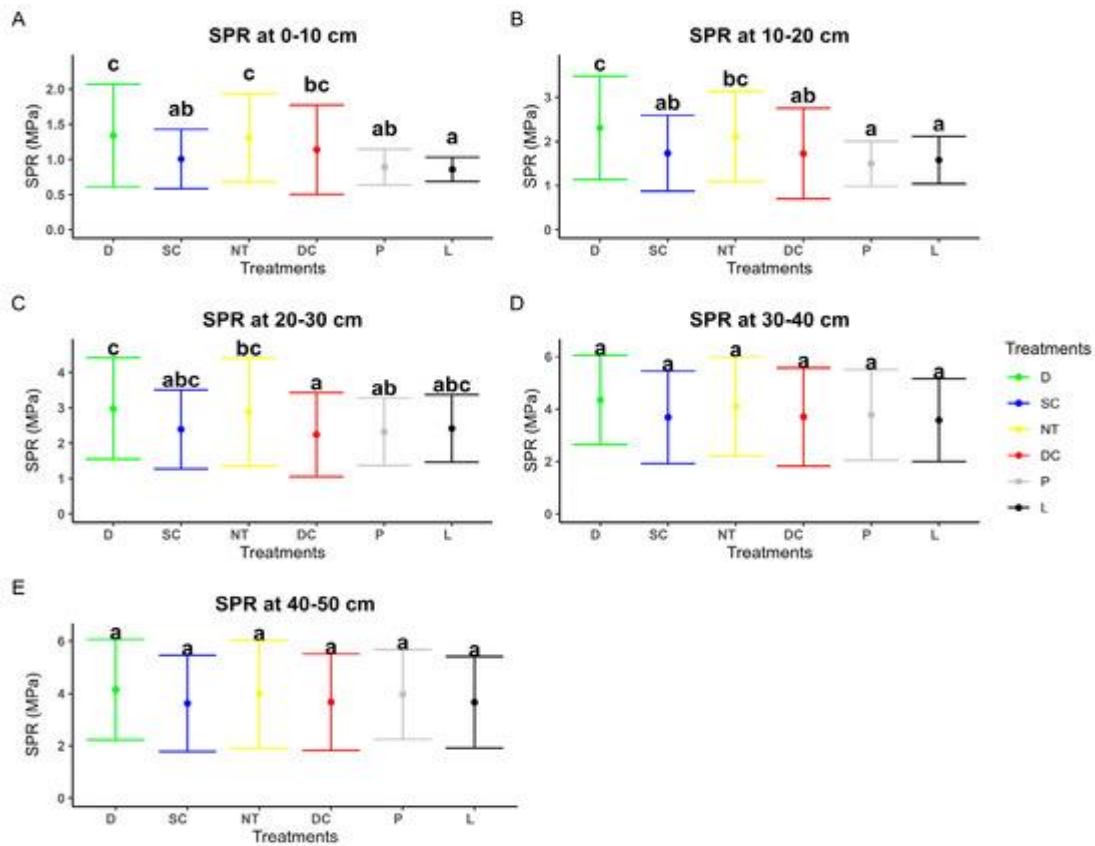 A
SPR at 0-10 cm
SPR (MPa)
2.0
1.5
1.0
0.5
0.0
c
ab
c
bc
ab
a
D SC NT DC P L
Treatments
B
SPR at 10-20 cm
SPR (MPa)
3
2
1
0
c
ab
bc
ab
a
a
D SC NT DC P L
Treatments
C
SPR at 20-30 cm
SPR (MPa)
4
3
2
1
0
c
abc
bc
a
ab
abc
D SC NT DC P L
Treatments
D
SPR at 30-40 cm
SPR (MPa)
6
4
2
0
a
a
a
a
a
a
D SC NT DC P L
Treatments
Treatments
D
SC
NT
DC
P
L
E
SPR at 40-50 cm
SPR (MPa)
6
4
2
0
a
a
a
a
a
a
D SC NT DC P L
Treatments